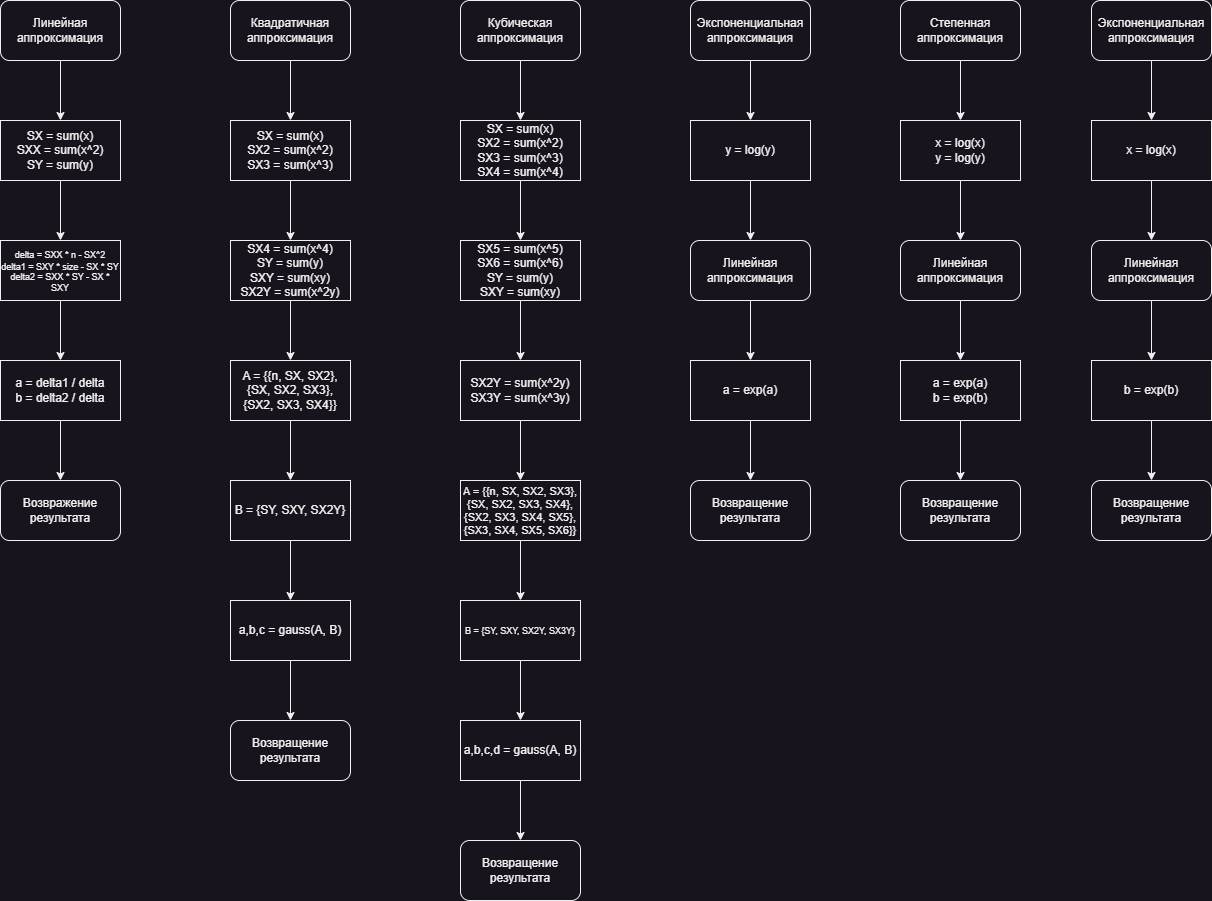 Линейная
аппроксимация
SX = sum(x)
SXX = sum(x^2)
SY = sum(y)
delta = SXX * n - SX^2
delta1 = SXY * size - SX * SY
delta2 = SXX * SY - SX *
SXY
a = delta1 / delta
b = delta2 / delta
Возвражение
результата
Квадратичная
аппроксимация
SX = sum(x)
SX2 = sum(x^2)
SX3 = sum(x^3)
SX4 = sum(x^4)
SY = sum(y)
SXY = sum(xy)
SX2Y = sum(x^2y)
A = {{n, SX, SX2},
{SX, SX2, SX3},
{SX2, SX3, SX4}}
B = {SY, SXY, SX2Y}
a,b,c = gauss(A, B)
Возвращение
результата
Кубическая
аппроксимация
SX = sum(x)
SX2 = sum(x^2)
SX3 = sum(x^3)
SX4 = sum(x^4)
SX5 = sum(x^5)
SX6 = sum(x^6)
SY = sum(y)
SXY = sum(xy)
SX2Y = sum(x^2y)
SX3Y = sum(x^3y)
A = {{n, SX, SX2, SX3},
{SX, SX2, SX3, SX4},
{SX2, SX3, SX4, SX5},
{SX3, SX4, SX5, SX6}}
B = {SY, SXY, SX2Y, SX3Y}
a,b,c,d = gauss(A, B)
Возвращение
результата
Экспоненциальная
аппроксимация
y = log(y)
Линейная
аппроксимация
a = exp(a)
Возвращение
результата
Степенная
аппроксимация
x = log(x)
y = log(y)
Линейная
аппроксимация
a = exp(a)
b = exp(b)
Возвращение
результата
Экспоненциальная
аппроксимация
x = log(x)
Линейная
аппроксимация
b = exp(b)
Возвращение
результата